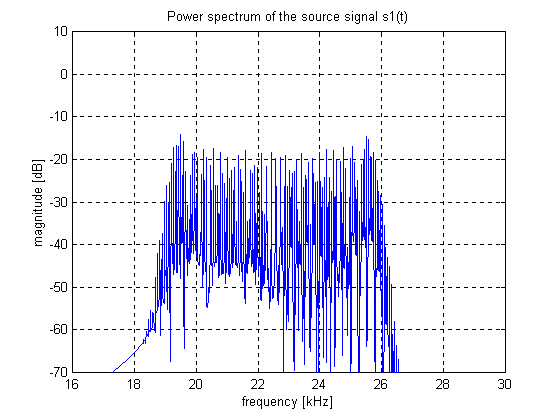 Power spectrum of the source signal s1(t)
10
0
-10
-20
-30
-40
-50
-60
-70
magnitude [dB]
16 18 20 22 24 26 28 30
frequency [kHz]